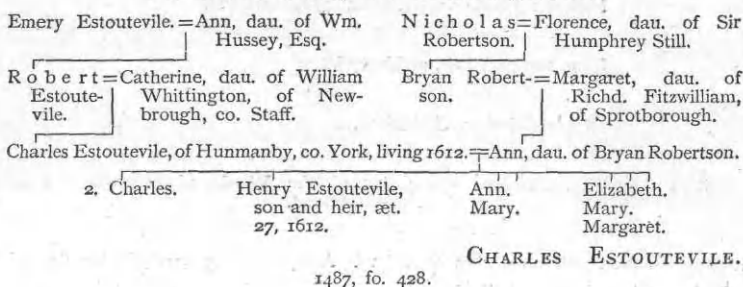 Emery Estoutevile.=Ann, dau. of Wm. Hussey, Esq.
Nicholas Robertson.=Florence, dau. of Sir Humphrey Still.
Robert Estoutevile.=Catherine, dau. of William Whittington, of Newbrough, co. Staff.
Bryan Robertson.=Margaret, dau. of Richd. Fitzwilliam, of Sprotborough.
Charles Estoutevile, of Hunmanby, co. York, living 1612.=Ann, dau. of Bryan Robertson.
2. Charles.
Henry Estoutevile,
son and heir, æt.
27, 1612.
Ann.
Mary.
Elizabeth.
Mary.
Margarèt.
CHARLES ESTOUTEVILE.
1487, fo. 428.